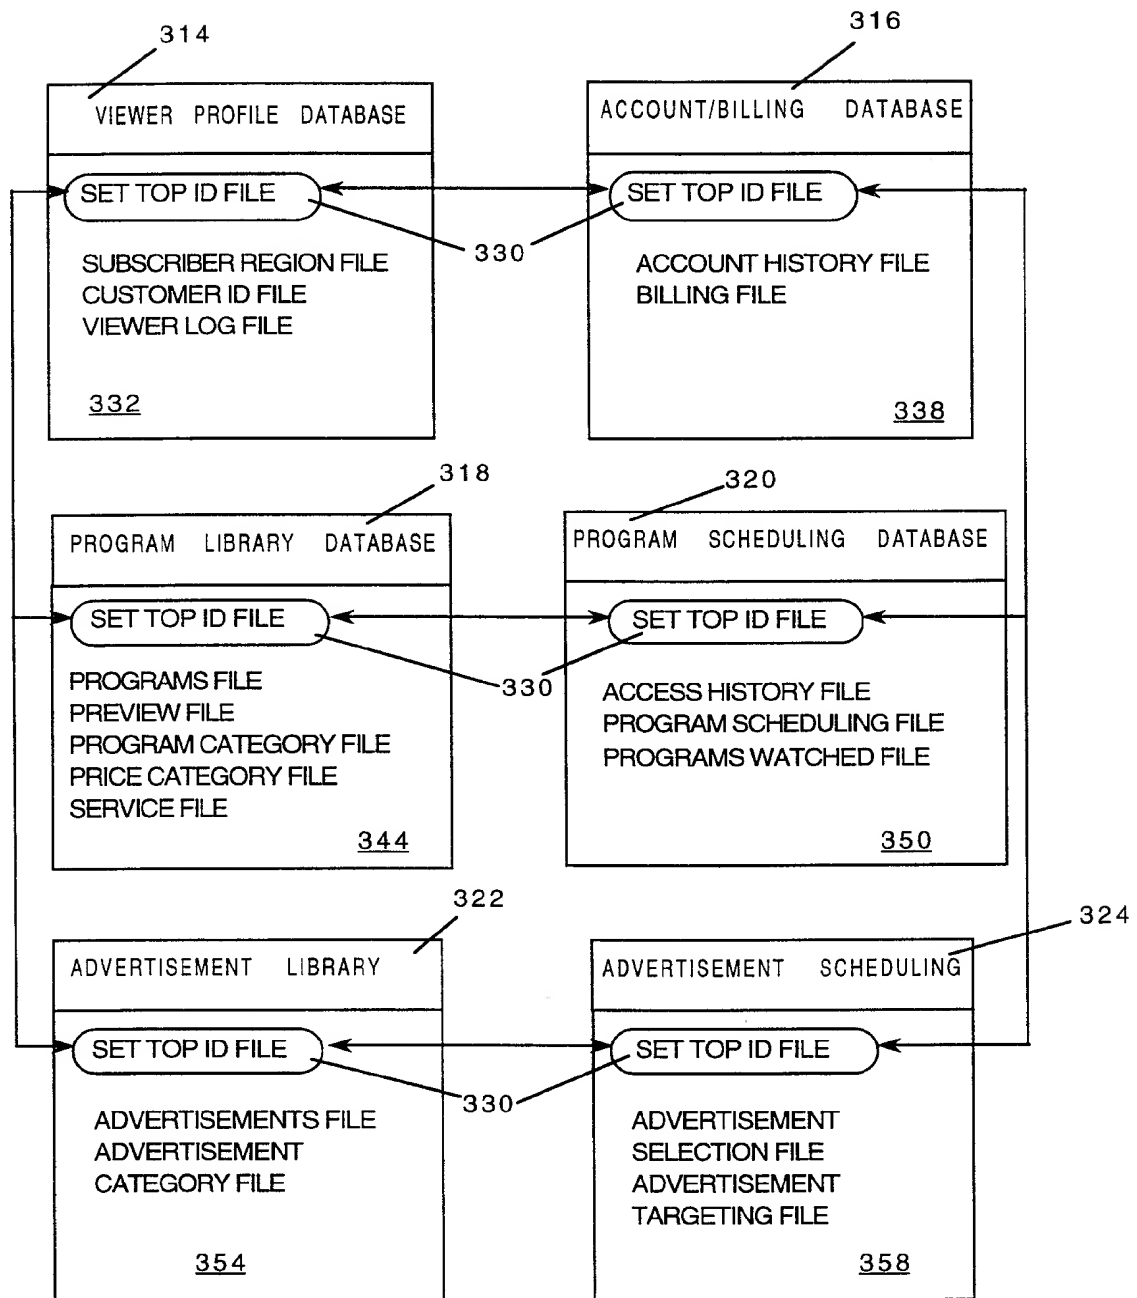 314
316
VIEWER PROFILE DATABASE
ACCOUNT/BILLING DATABASE
SET TOP ID FILE
SET TOP ID FILE
330
SUBSCRIBER REGION FILE
CUSTOMER ID FILE
VIEWER LOG FILE
332
ACCOUNT HISTORY FILE
BILLING FILE
338
318
320
PROGRAM LIBRARY DATABASE
PROGRAM SCHEDULING DATABASE
SET TOP ID FILE
SET TOP ID FILE
330
PROGRAMS FILE
PREVIEW FILE
PROGRAM CATEGORY FILE
PRICE CATEGORY FILE
SERVICE FILE
344
ACCESS HISTORY FILE
PROGRAM SCHEDULING FILE
PROGRAMS WATCHED FILE
350
322
324
ADVERTISEMENT LIBRARY
ADVERTISEMENT SCHEDULING
SET TOP ID FILE
SET TOP ID FILE
330
ADVERTISEMENTS FILE
ADVERTISEMENT
CATEGORY FILE
354
ADVERTISEMENT
SELECTION FILE
ADVERTISEMENT
TARGETING FILE
358